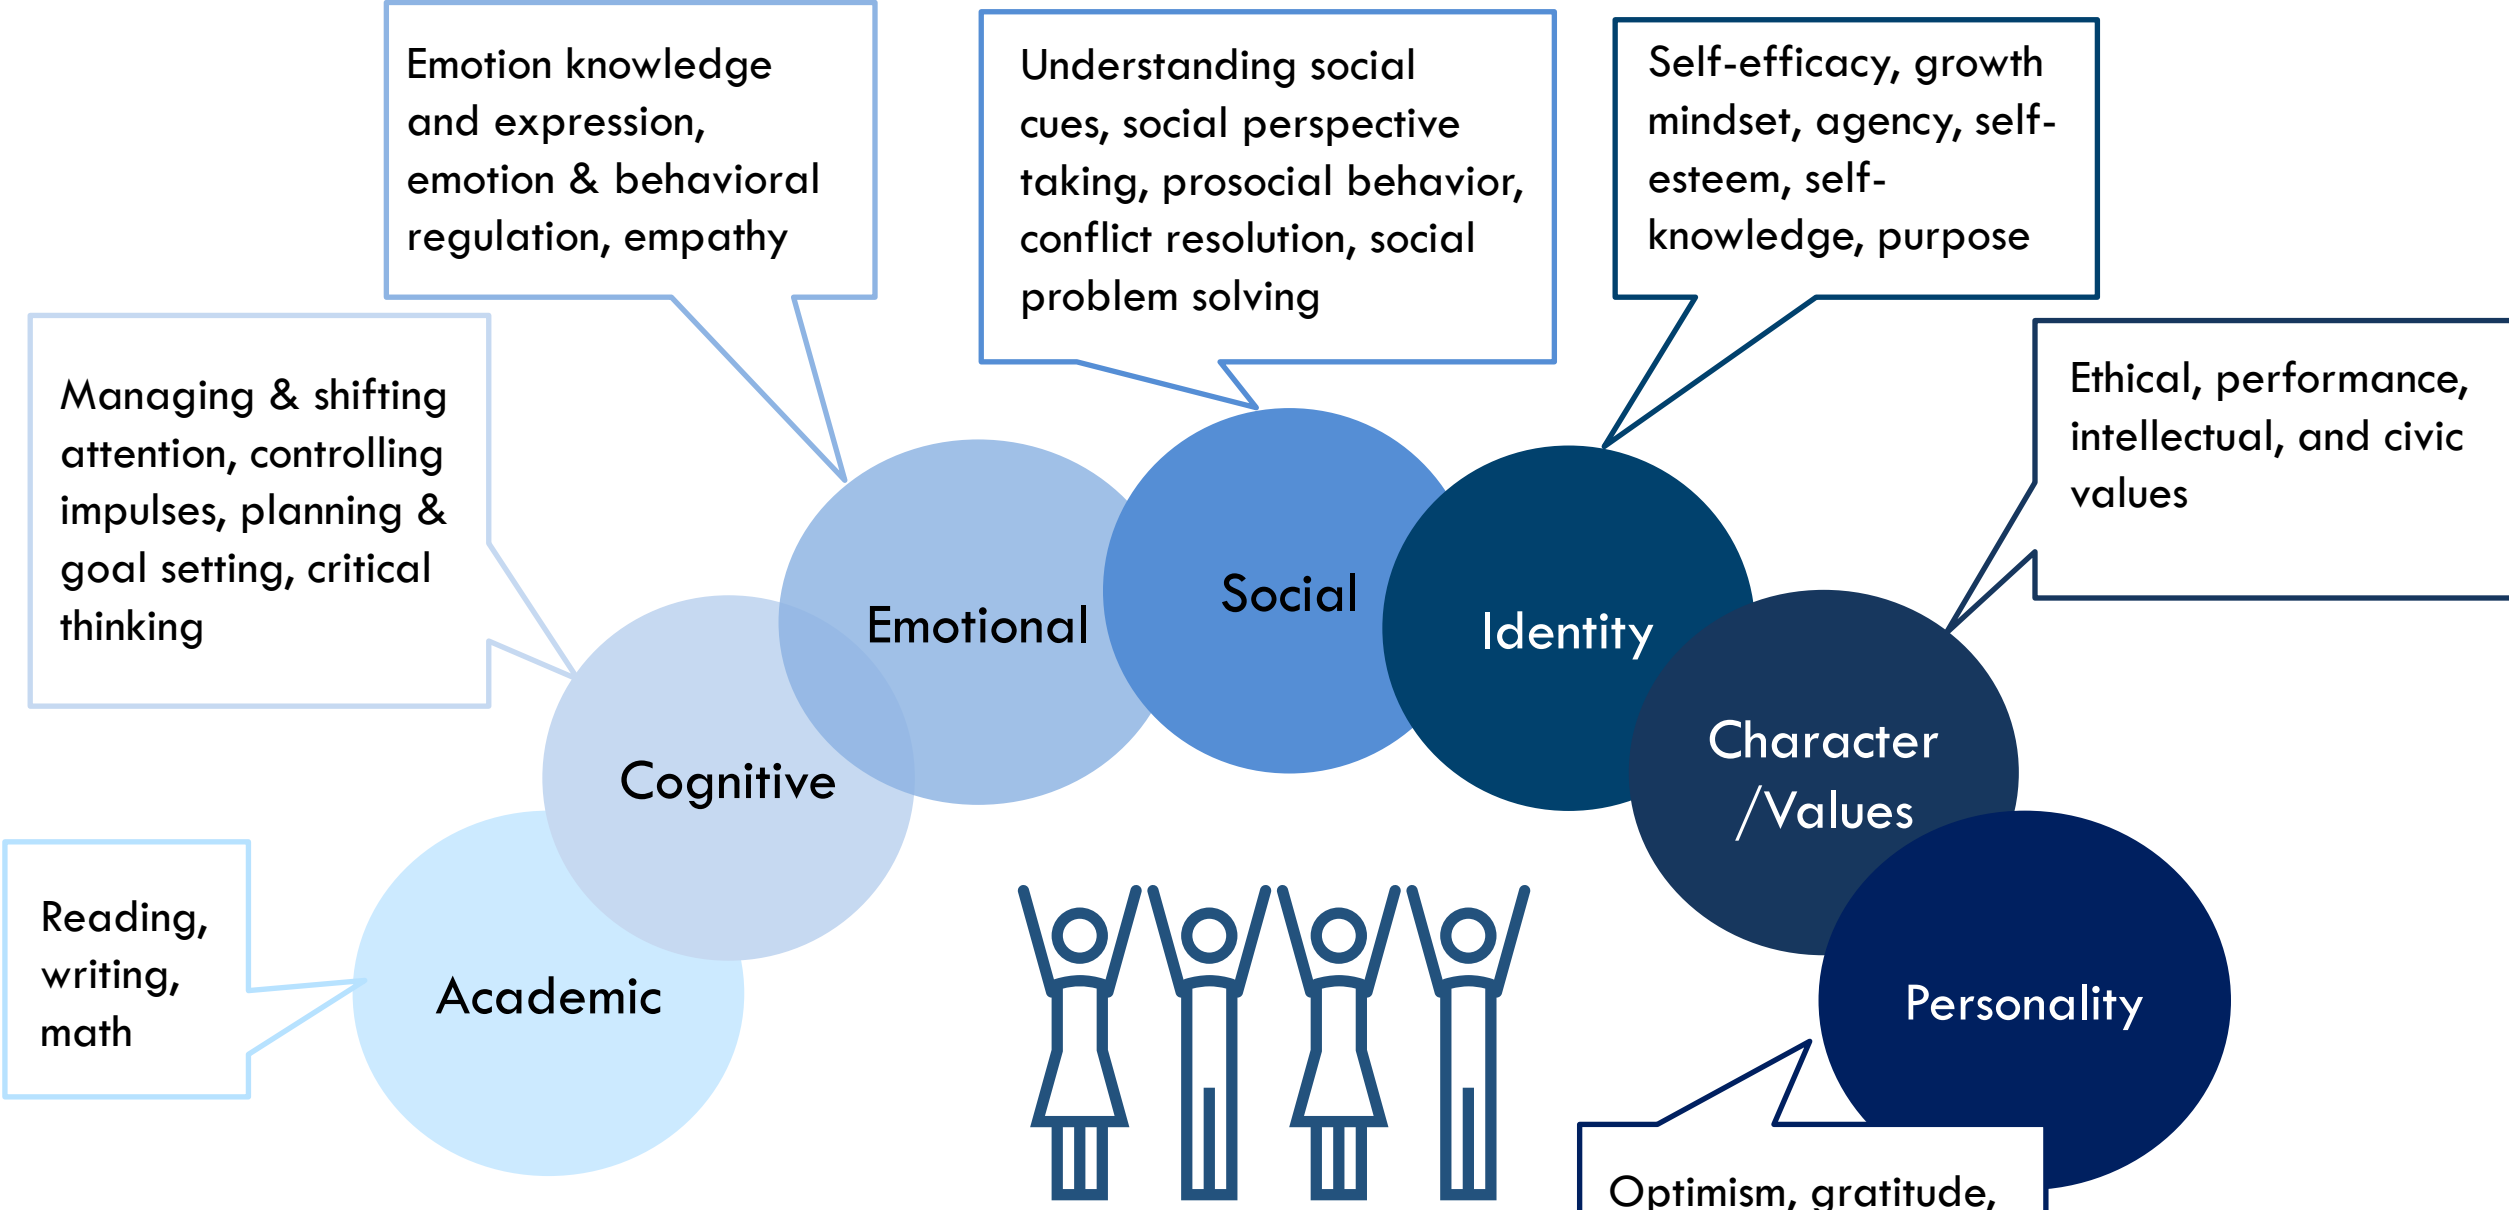 Emotion knowledge
and expression,
emotion & behavioral
regulation, empathy
Understanding social
cues, social perspective
taking, prosocial behavior,
conflict resolution, social
problem solving
Self-efficacy, growth
mindset, agency, self-
esteem, self-
knowledge, purpose
Managing & shifting
attention, controlling
impulses, planning &
goal setting, critical
thinking
Ethical, performance,
intellectual, and civic
values
Reading,
writing,
math
Academic
Cognitive
Emotional
Social
Identity
Character
/Values
Personality
Optimism, gratitude,